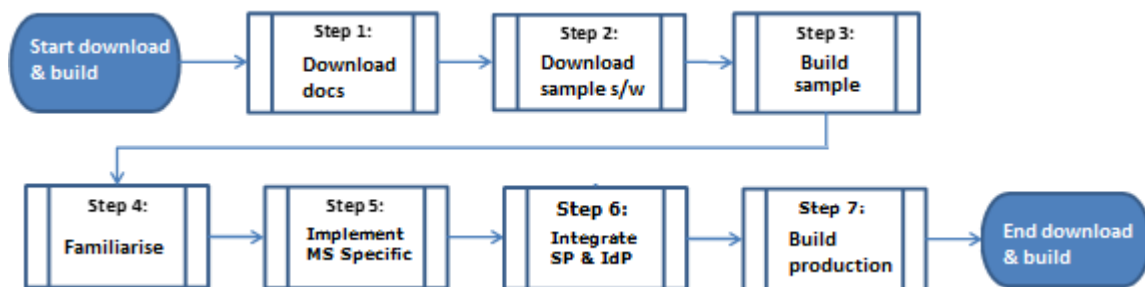 Start download
& build
Step 1:
Download
docs
Step 2:
Download
sample s/w
Step 3:
Build
sample
Step 4:
Familiarise
Step 5:
Implement
MS Specific
Step 6:
Integrate
SP & IdP
Step 7:
Build
production
End download
& build